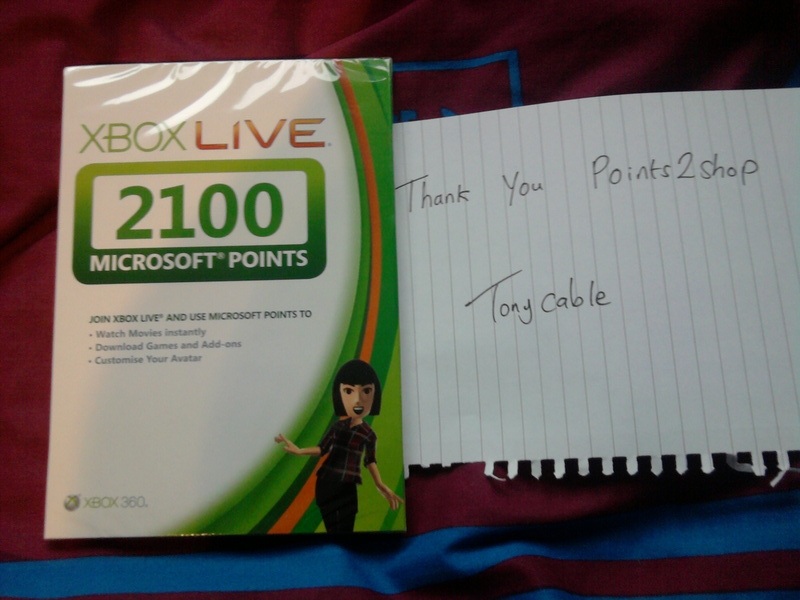 XBOX LIVE
2100
MICROSOFT® POINTS
JOIN XBOX LIVE® AND USE MICROSOFT POINTS TO
• Watch Movies instantly
• Download Games and Add-ons
• Customise Your Avatar
XBOX 360
Thank You Points2shop
Tony cable